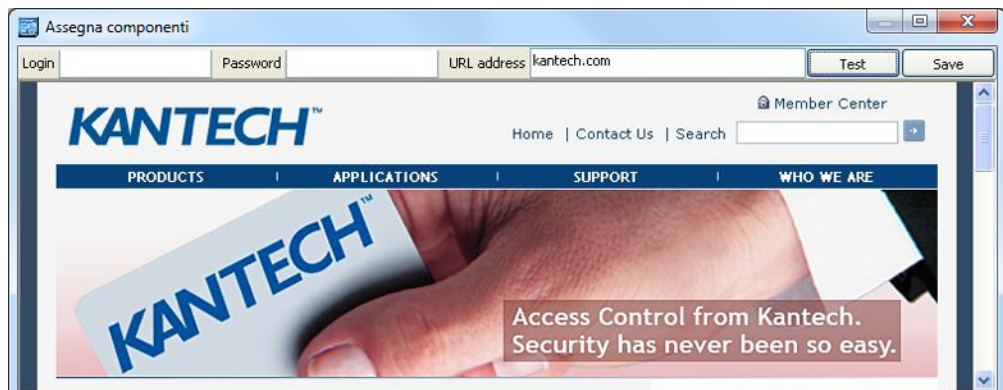 Assegna componenti
Login Password URL address kantech.com Test Save
KANTECH™
Member Center
Home | Contact Us | Search
PRODUCTS APPLICATIONS SUPPORT WHO WE ARE
KANTECH™
Access Control from Kantech.
Security has never been so easy.